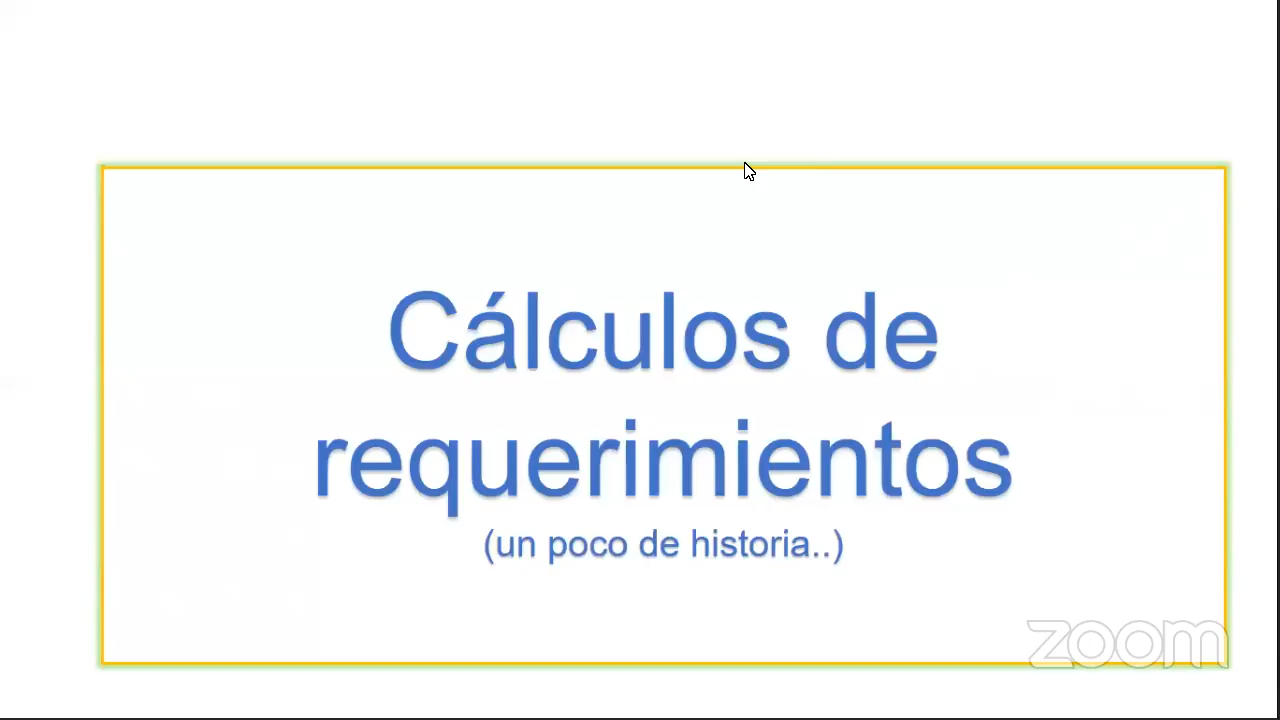 Cálculos de
requerimientos
(un poco de historia..)
zoom